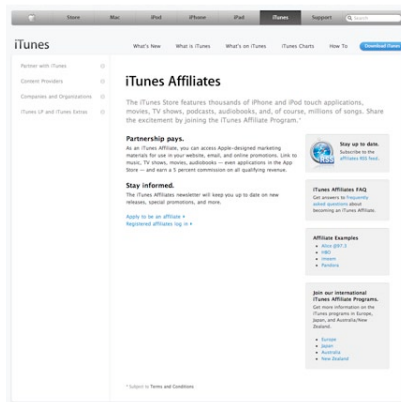 Store Mac iPod iPhone iPad iTunes Support Search
iTunes
What's New What is iTunes What's on iTunes iTunes Charts How To Download iTunes
Partner with iTunes
Content Providers
Companies and Organizations
iTunes LP and iTunes Extras
iTunes Affiliates
The iTunes Store features thousands of iPhone and iPod touch applications,
movies, TV shows, podcasts, audiobooks, and, of course, millions of songs. Share
the excitement by joining the iTunes Affiliate Program.*
Partnership pays.
As an iTunes Affiliate, you can access Apple-designed marketing
materials for use in your website, email, and online promotions. Link to
music, TV shows, movies, audiobooks — even applications in the App
Store — and earn a 5 percent commission on all qualifying revenue.
Stay informed.
The iTunes Affiliates newsletter will keep you up to date on new
releases, special promotions, and more.
Apply to be an affiliate
Registered affiliates log in
RSS
Stay up to date.
Subscribe to the
affiliates RSS feed.
iTunes Affiliates FAQ
Get answers to frequently
asked questions about
becoming an iTunes Affiliate.
Affiliate Examples
Alice @97.3
HBO
Pandora
Join our international
iTunes Affiliate Programs.
Get more information on the
iTunes programs in Europe,
Japan, and Australia/New
Zealand.
Europe
Japan
Australia
New Zealand
* Subject to Terms and Conditions